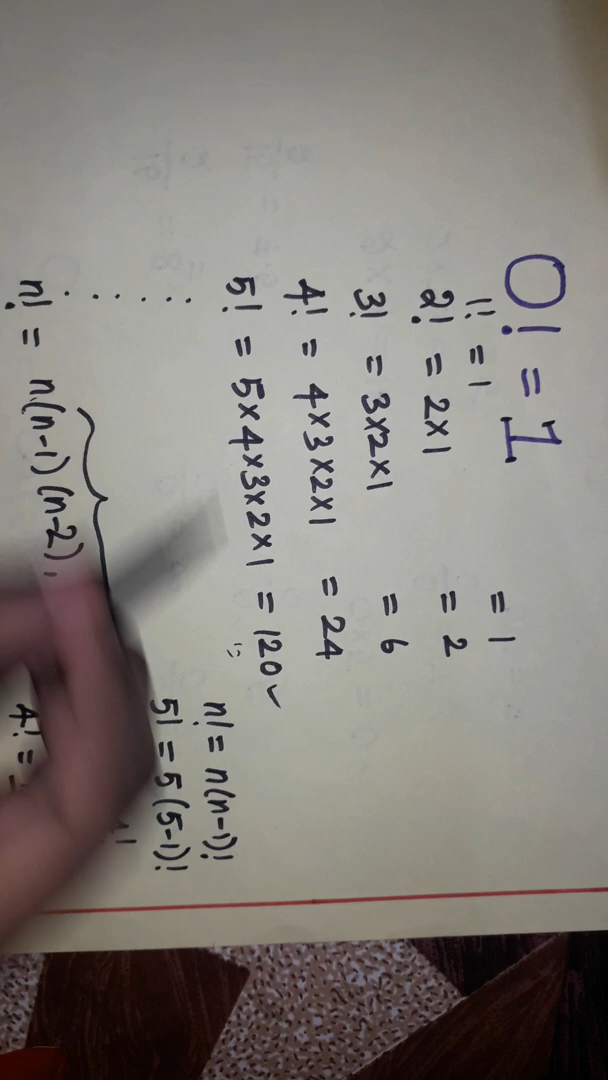 0! = 1
1! = 1 = 1
2! = 2×1 = 2
3! = 3×2×1 = 6
4! = 4×3×2×1 = 24
5! = 5×4×3×2×1 = 120 ✓
n! = n(n-1)!
5! = 5(5-1)!
4! =
n! = n(n-1)(n-2)